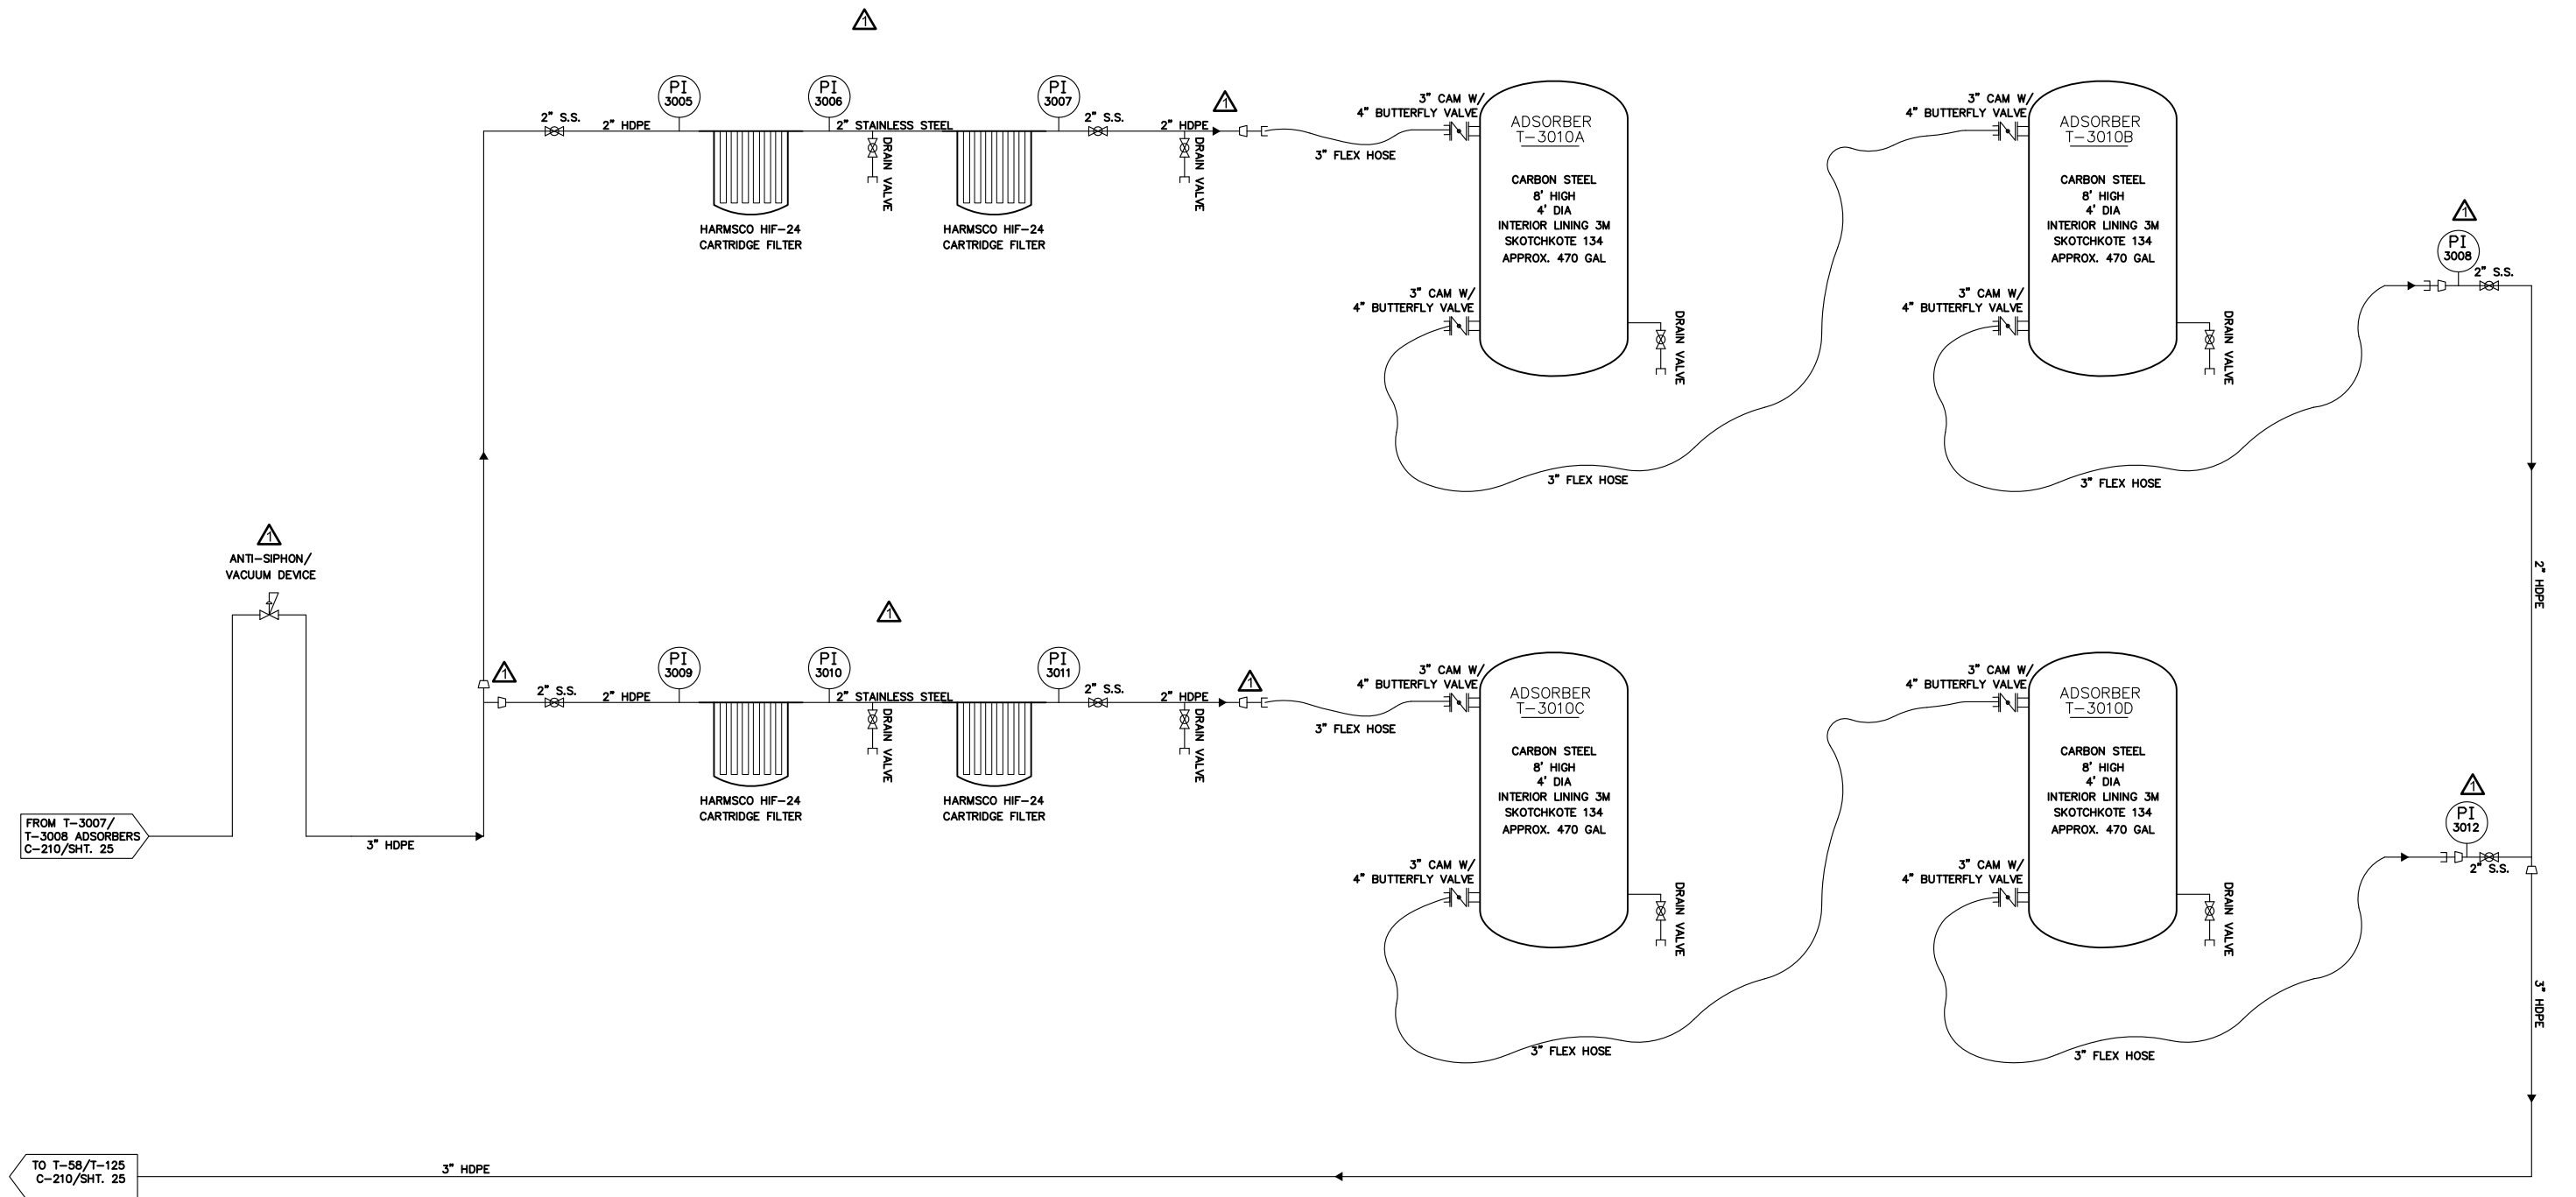 1
PI
3005
PI
3006
PI
3007
1
2" S.S.
2" HDPE
2" STAINLESS STEEL
2" S.S.
2" HDPE
DRAIN VALVE
DRAIN VALVE
HARMSCO HIF-24
CARTRIDGE FILTER
HARMSCO HIF-24
CARTRIDGE FILTER
3" FLEX HOSE
3" CAM W/
4" BUTTERFLY VALVE
ADSORBER
T-3010A
CARBON STEEL
8' HIGH
4' DIA
INTERIOR LINING 3M
SKOTCHKOTE 134
APPROX. 470 GAL
3" CAM W/
4" BUTTERFLY VALVE
DRAIN VALVE
3" FLEX HOSE
3" CAM W/
4" BUTTERFLY VALVE
ADSORBER
T-3010B
CARBON STEEL
8' HIGH
4' DIA
INTERIOR LINING 3M
SKOTCHKOTE 134
APPROX. 470 GAL
3" CAM W/
4" BUTTERFLY VALVE
DRAIN VALVE
3" FLEX HOSE
1
PI
3008
2" S.S.
2" HDPE
1
ANTI-SIPHON/
VACUUM DEVICE
FROM T-3007/
T-3008 ADSORBERS
C-210/SHT. 25
3" HDPE
1
1
PI
3009
PI
3010
PI
3011
1
2" S.S.
2" HDPE
2" STAINLESS STEEL
2" S.S.
2" HDPE
DRAIN VALVE
DRAIN VALVE
HARMSCO HIF-24
CARTRIDGE FILTER
HARMSCO HIF-24
CARTRIDGE FILTER
3" FLEX HOSE
3" CAM W/
4" BUTTERFLY VALVE
ADSORBER
T-3010C
CARBON STEEL
8' HIGH
4' DIA
INTERIOR LINING 3M
SKOTCHKOTE 134
APPROX. 470 GAL
3" CAM W/
4" BUTTERFLY VALVE
DRAIN VALVE
3" FLEX HOSE
3" CAM W/
4" BUTTERFLY VALVE
ADSORBER
T-3010D
CARBON STEEL
8' HIGH
4' DIA
INTERIOR LINING 3M
SKOTCHKOTE 134
APPROX. 470 GAL
3" CAM W/
4" BUTTERFLY VALVE
DRAIN VALVE
3" FLEX HOSE
1
PI
3012
2" S.S.
3" HDPE
TO T-58/T-125
C-210/SHT. 25
3" HDPE